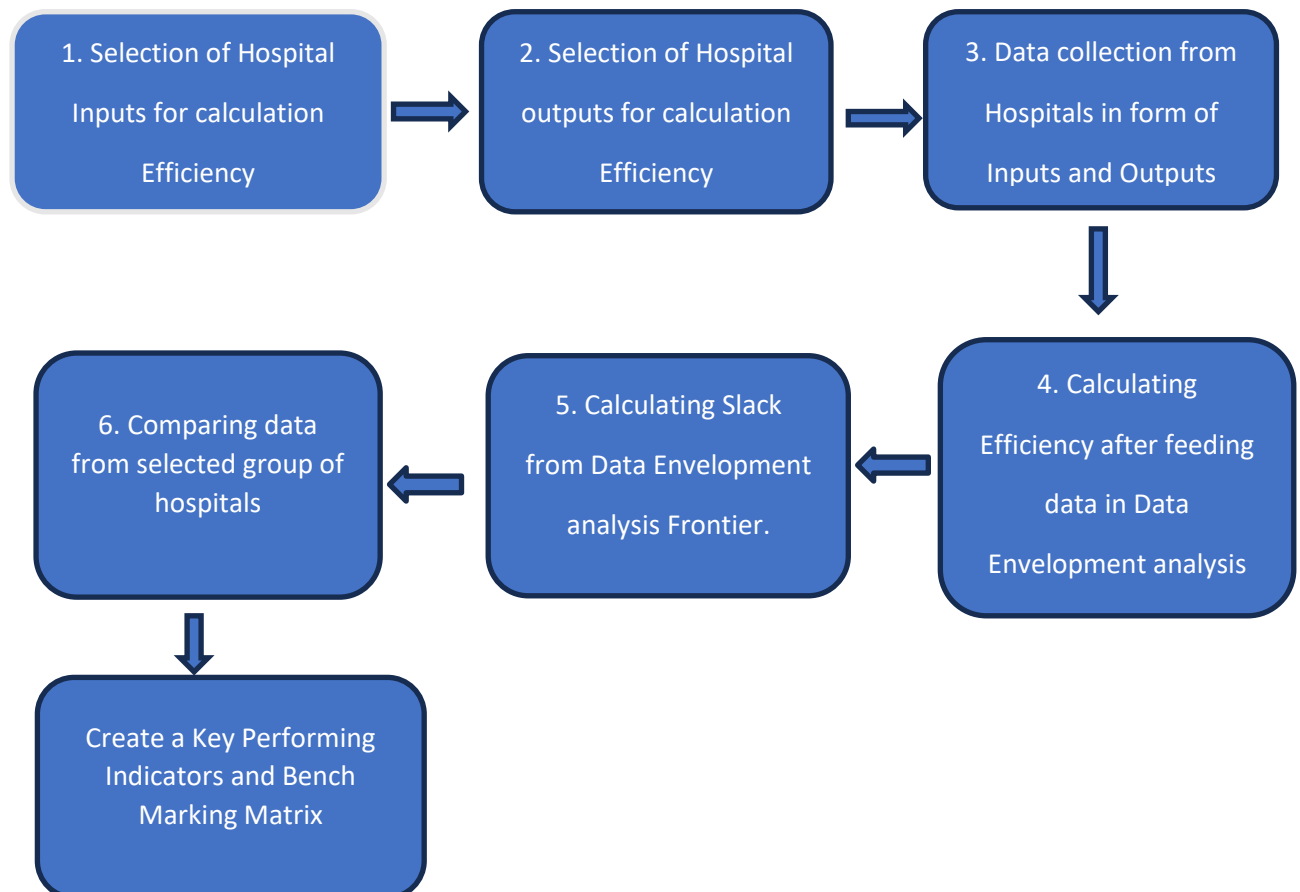 1. Selection of Hospital
Inputs for calculation
Efficiency
2. Selection of Hospital
outputs for calculation
Efficiency
3. Data collection from
Hospitals in form of
Inputs and Outputs
4. Calculating
Efficiency after feeding
data in Data
Envelopment analysis
5. Calculating Slack
from Data Envelopment
analysis Frontier.
6. Comparing data
from selected group of
hospitals
Create a Key Performing
Indicators and Bench
Marking Matrix